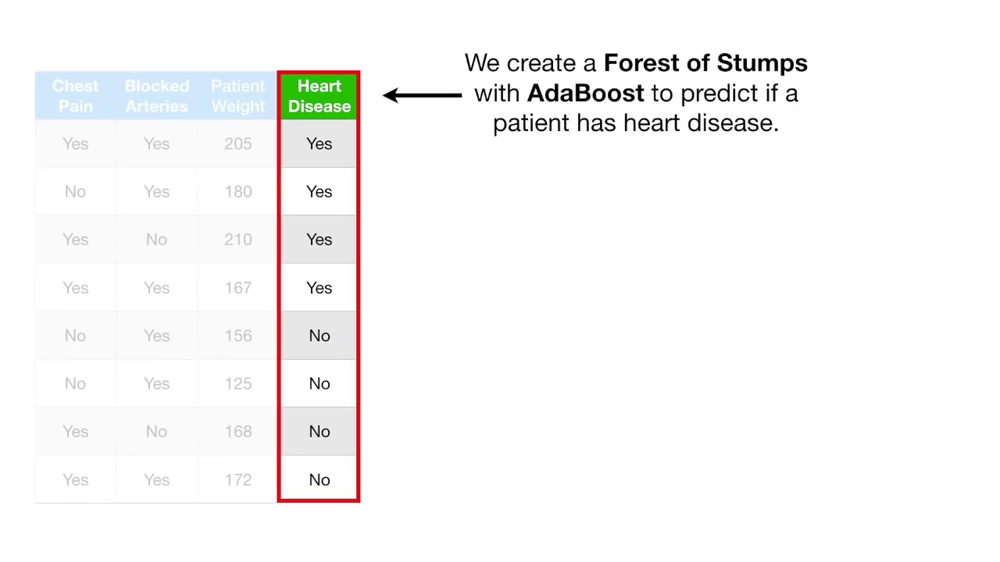 We create a Forest of Stumps
with AdaBoost to predict if a
patient has heart disease.
Chest Pain Blocked Arteries Patient Weight Heart Disease
Yes Yes 205 Yes
No Yes 180 Yes
Yes No 210 Yes
Yes Yes 167 Yes
No Yes 156 No
No Yes 125 No
Yes No 168 No
Yes Yes 172 No